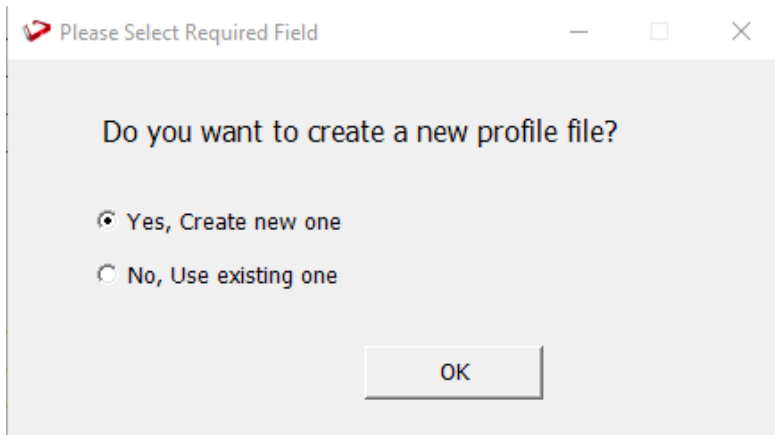 Please Select Required Field
Do you want to create a new profile file?
Yes, Create new one
No, Use existing one
OK